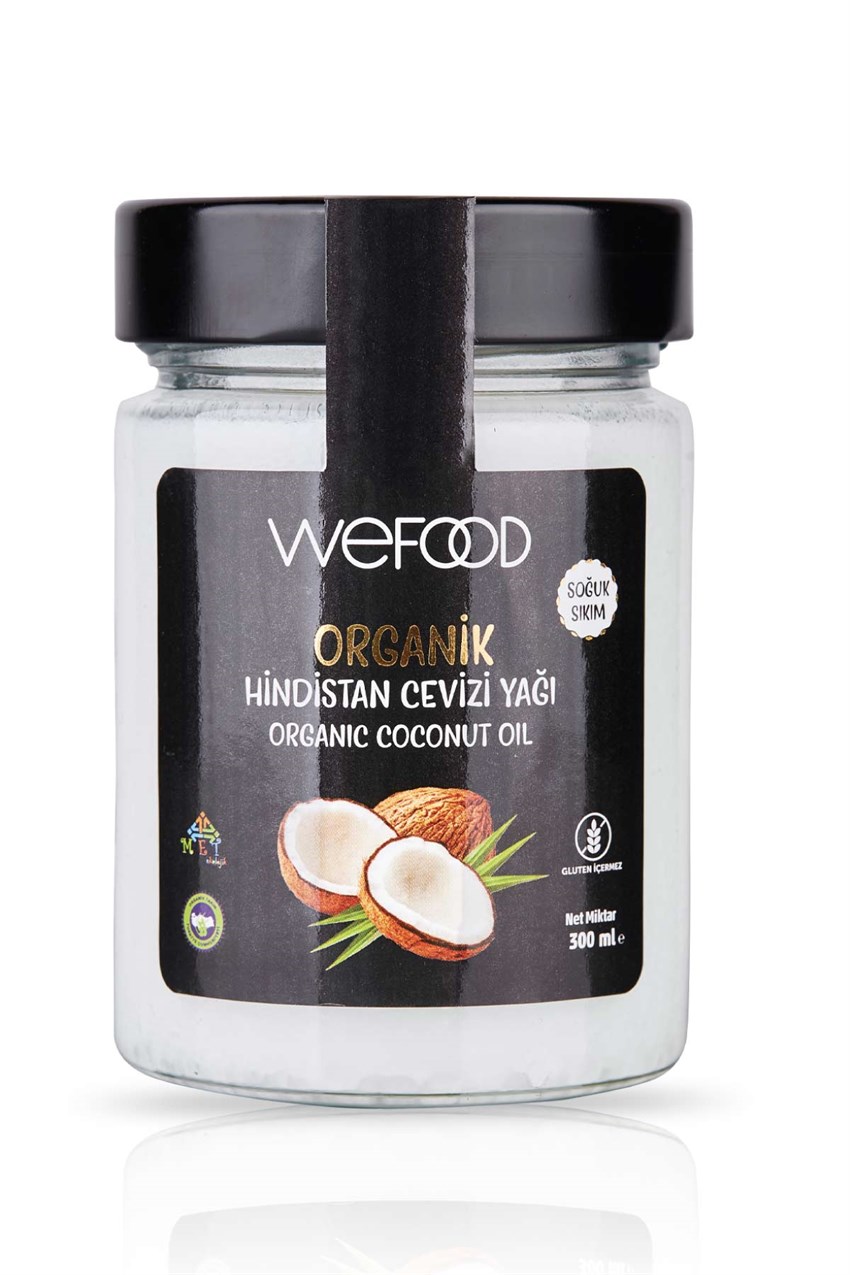 WEFOOD
SOĞUK
SIKIM
ORGANİK
HİNDİSTAN CEVİZİ YAĞI
ORGANIC COCONUT OIL
MEY
GLUTEN İÇERMEZ
Net Miktar
300 ml e